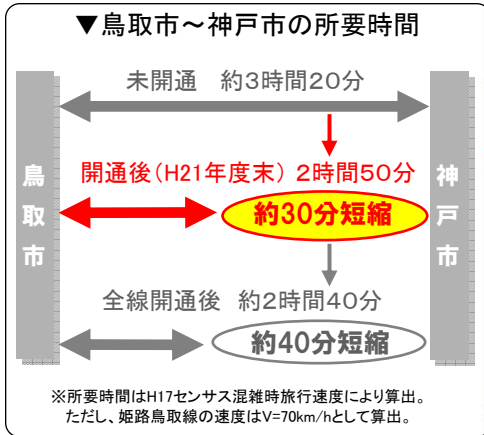 ▼鳥取市～神戸市の所要時間
未開通 約3時間20分
鳥取市
神戸市
開通後(H21年度末) 2時間50分
約30分短縮
全線開通後 約2時間40分
約40分短縮
※所要時間はH17センサス混雑時旅行速度により算出。
ただし、姫路鳥取線の速度はV=70km/hとして算出。